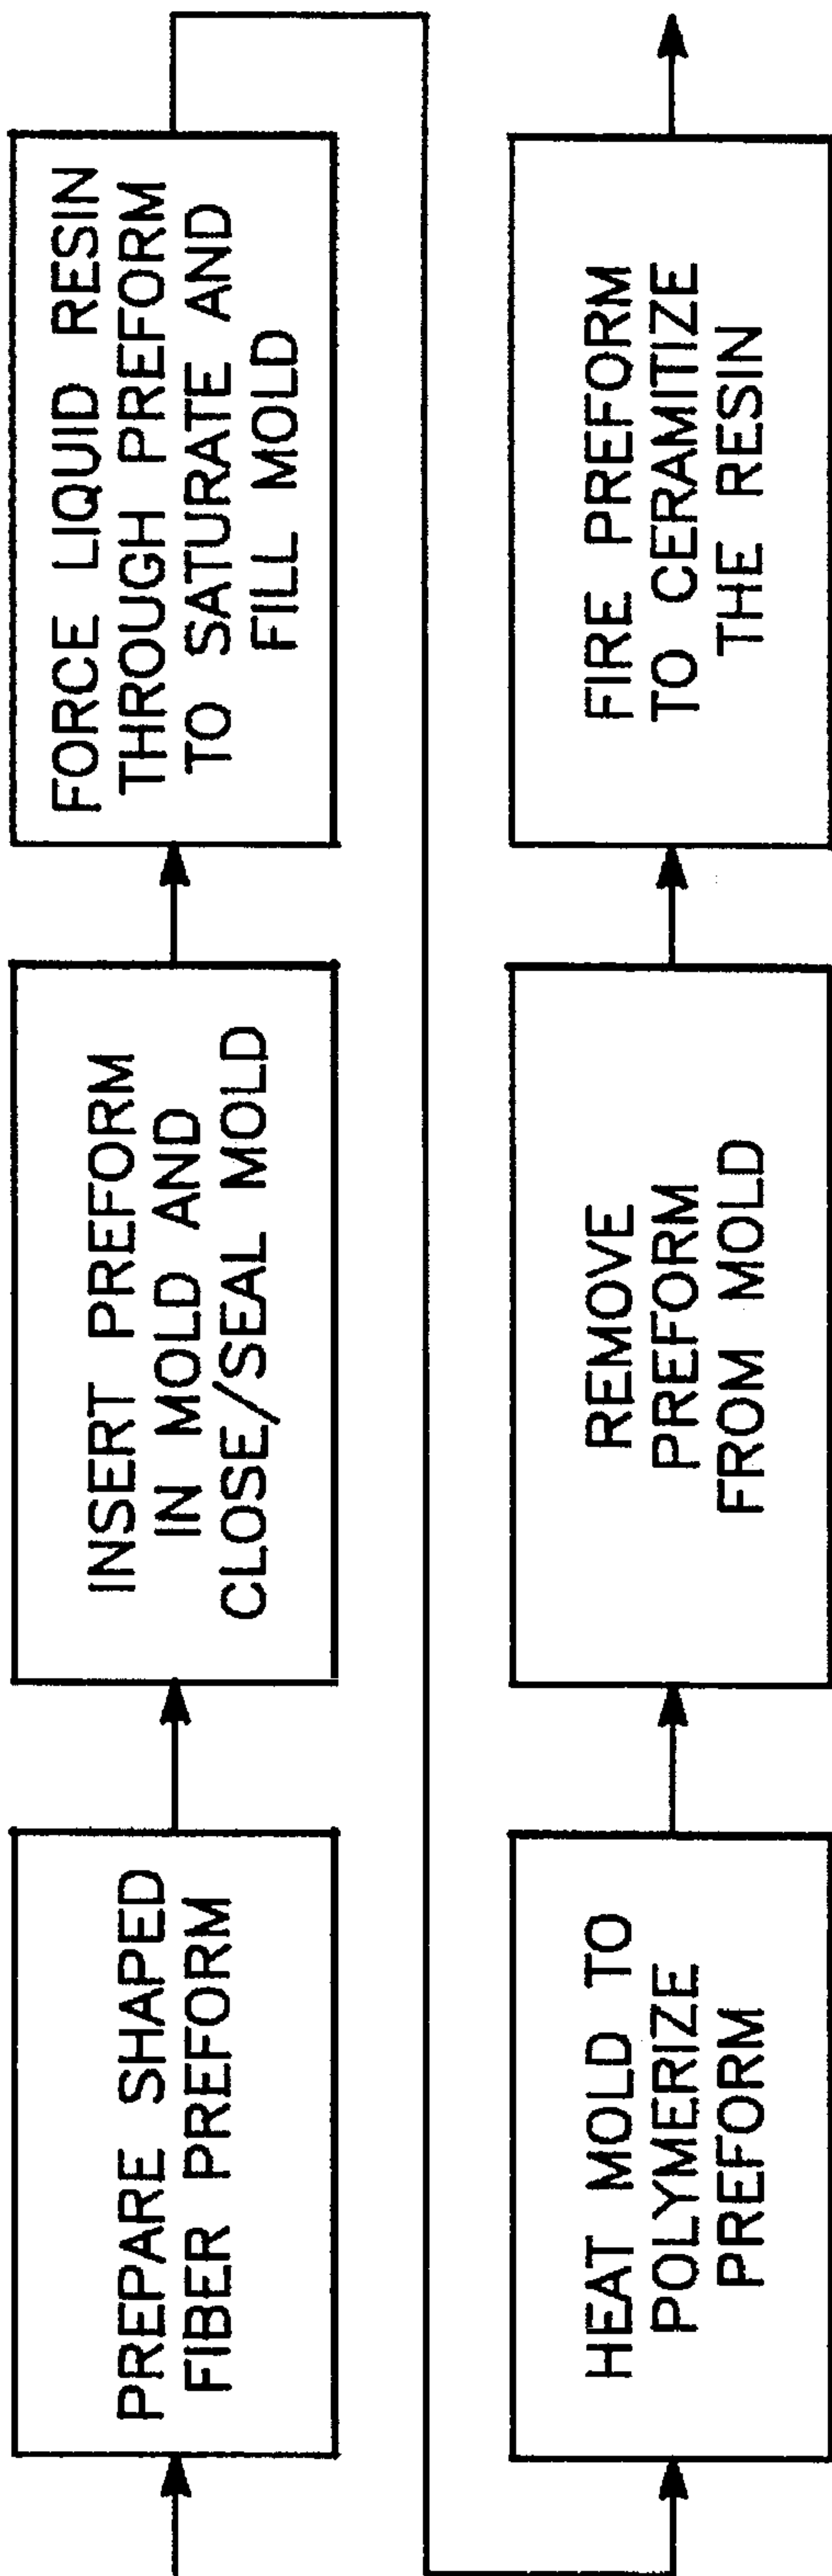 PREPARE SHAPED
FIBER PREFORM
INSERT PREFORM
IN MOLD AND
CLOSE/SEAL MOLD
FORCE LIQUID RESIN
THROUGH PREFORM
TO SATURATE AND
FILL MOLD
HEAT MOLD TO
POLYMERIZE
PREFORM
REMOVE
PREFORM
FROM MOLD
FIRE PREFORM
TO CERAMITIZE
THE RESIN